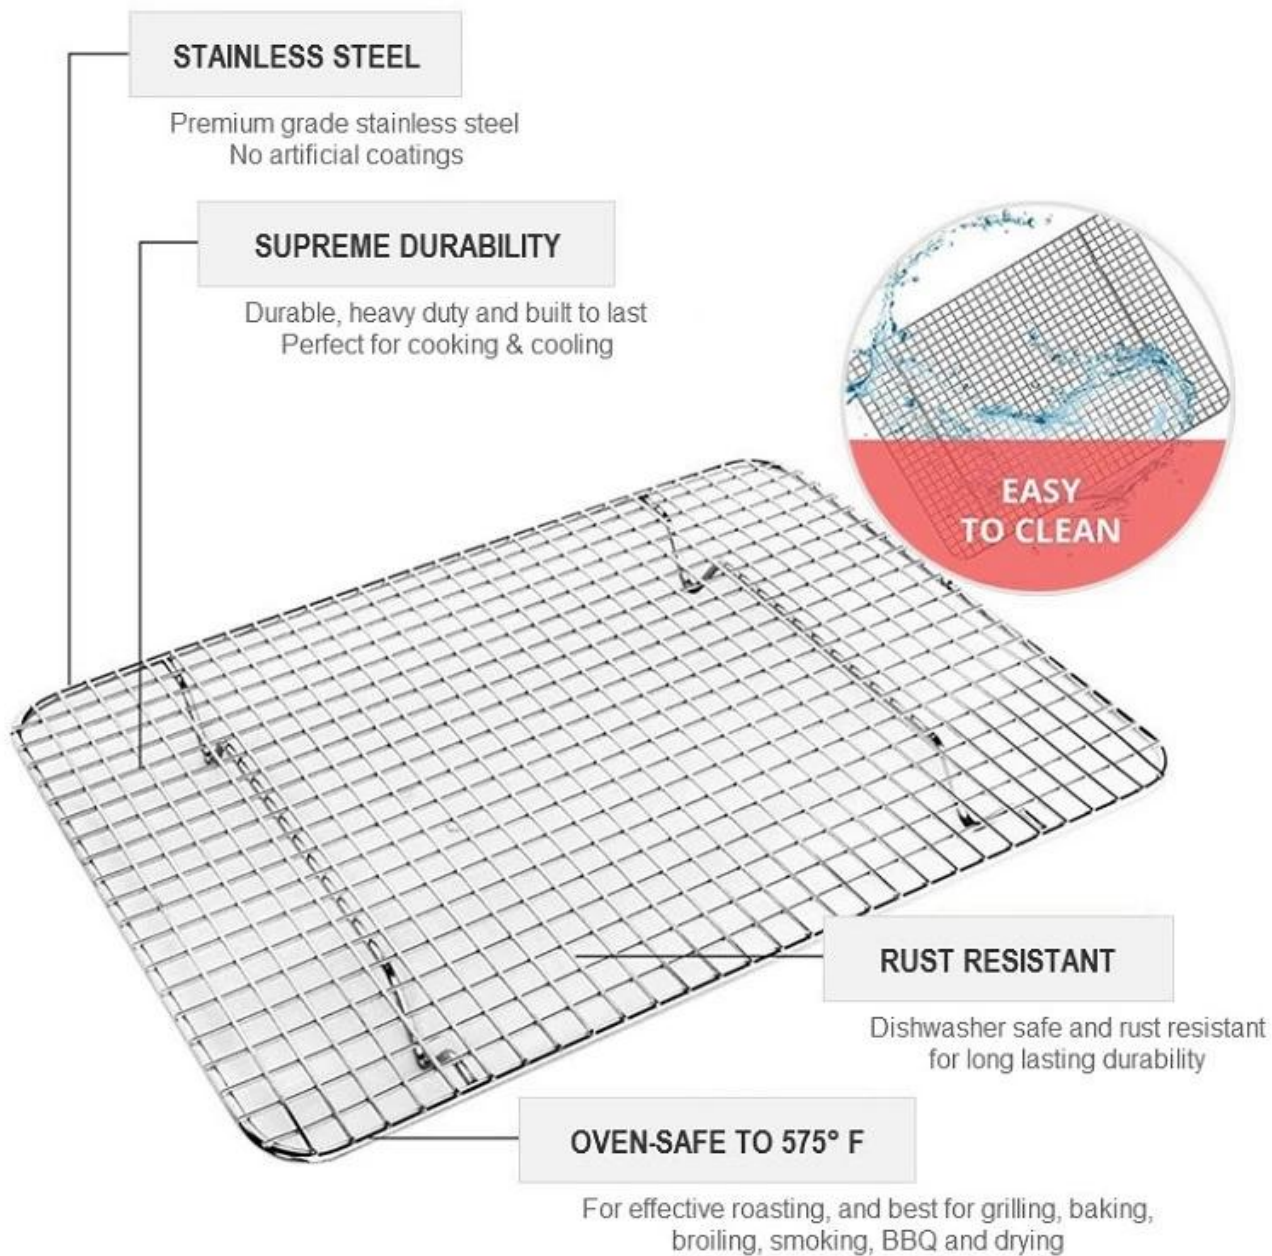 STAINLESS STEEL
Premium grade stainless steel
No artificial coatings
SUPREME DURABILITY
Durable, heavy duty and built to last
Perfect for cooking & cooling
EASY
TO CLEAN
RUST RESISTANT
Dishwasher safe and rust resistant
for long lasting durability
OVEN-SAFE TO 575° F
For effective roasting, and best for grilling, baking,
broiling, smoking, BBQ and drying